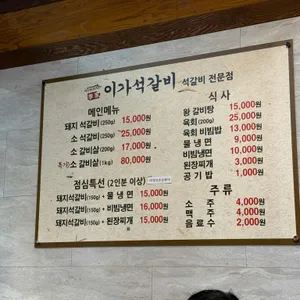 이가석갈비 석갈비 전문점
메인메뉴
돼지 석갈비(250g) 15,000원
소 석갈비(250g) 25,000원
소 갈비살(200g) 17,000원
소 갈비살(1kg) 80,000원
점심특선 (2인분 이상)
돼지석갈비(150g) + 물 냉면 15,000원
돼지석갈비(150g) + 비빔냉면 16,000원
돼지석갈비(150g) + 된장찌개 15,000원
식 사
왕 갈비탕 15,000원
육회(200g) 25,000원
육회 비빔밥 13,000원
물 냉 면 9,000원
비빔냉면 10,000원
된장찌개 3,000원
공 기 밥 1,000원
주 류
소 주 4,000원
맥 주 4,000원
음 료 수 2,000원